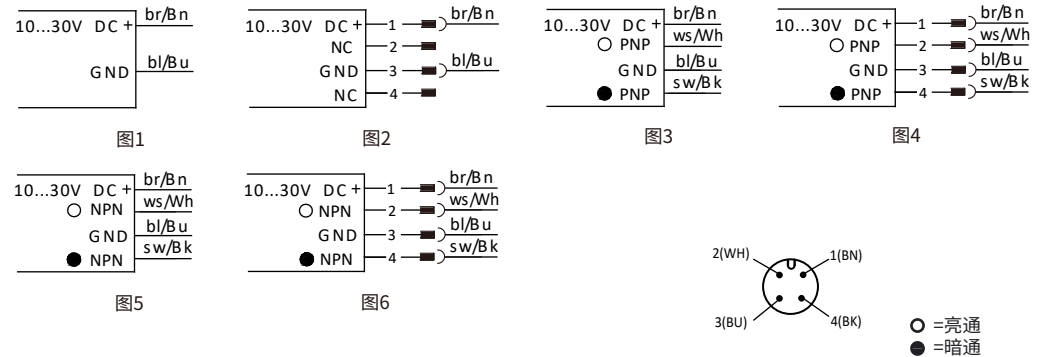 10...30V DC +
br/Bn
GND
bl/Bu
图1
10...30V DC +
1
br/Bn
NC
2
GND
3
bl/Bu
NC
4
图2
10...30V DC +
br/Bn
PNP
ws/Wh
GND
bl/Bu
PNP
sw/Bk
图3
10...30V DC +
1
br/Bn
PNP
2
ws/Wh
GND
3
bl/Bu
PNP
4
sw/Bk
图4
10...30V DC +
br/Bn
NPN
ws/Wh
GND
bl/Bu
NPN
sw/Bk
图5
10...30V DC +
1
br/Bn
NPN
2
ws/Wh
GND
3
bl/Bu
NPN
4
sw/Bk
图6
2(WH)
1(BN)
3(BU)
4(BK)
=亮通
=暗通